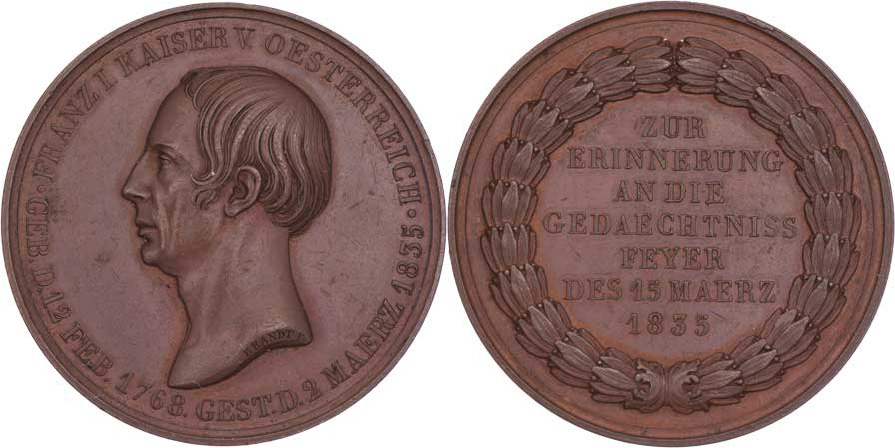 FRANZ I. KAISER V. OESTERREICH · GEB. D. 12 FEB. 1768. GEST. D. 2 MAERZ 1835 ·
BRANDT F.
ZUR
ERINNERUNG
AN DIE
GEDAECHTNISS
FEYER
DES 15 MAERZ
1835